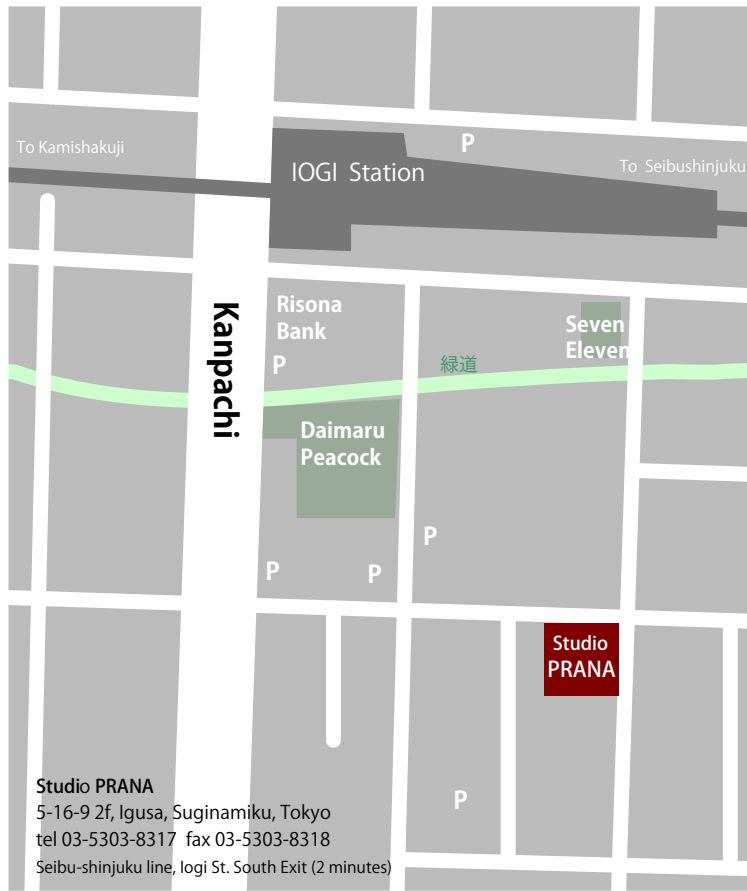 To Kamishakuji
P
IOGI Station
To Seibushinjuku
Kanpachi
Risona
Bank
P
緑道
Seven
Eleven
Daimaru
Peacock
P
P
P
Studio
PRANA
P
Studio PRANA
5-16-9 2f, Igusa, Suginamiku, Tokyo
tel 03-5303-8317 fax 03-5303-8318
Seibu-shinjuku line, Iogi St. South Exit (2 minutes)